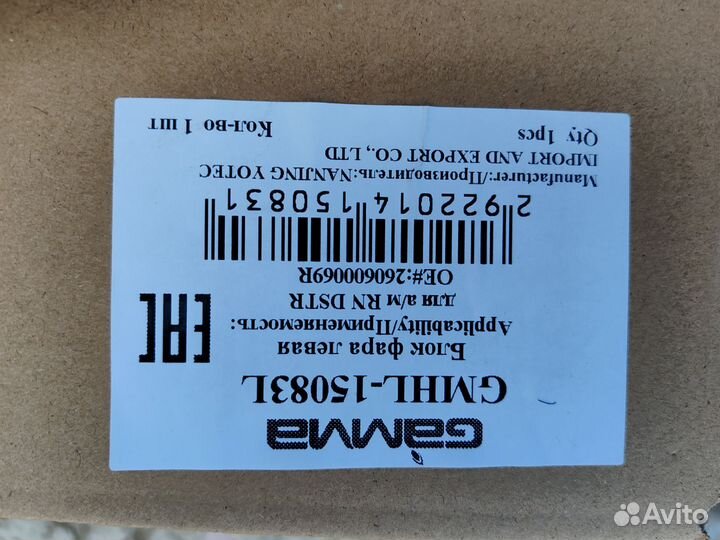 GAMMA
GMHL-15083L
Блок фара левая
Applicability/Применяемость:
для а/м RN DSTR
OE#:260600069R
EAC
2 922014 150831
Manufacturer:/Производитель:NANJING YOTEC
IMPORT AND EXPORT CO., LTD
Qty 1pcs Кол-во 1 шт
Avito